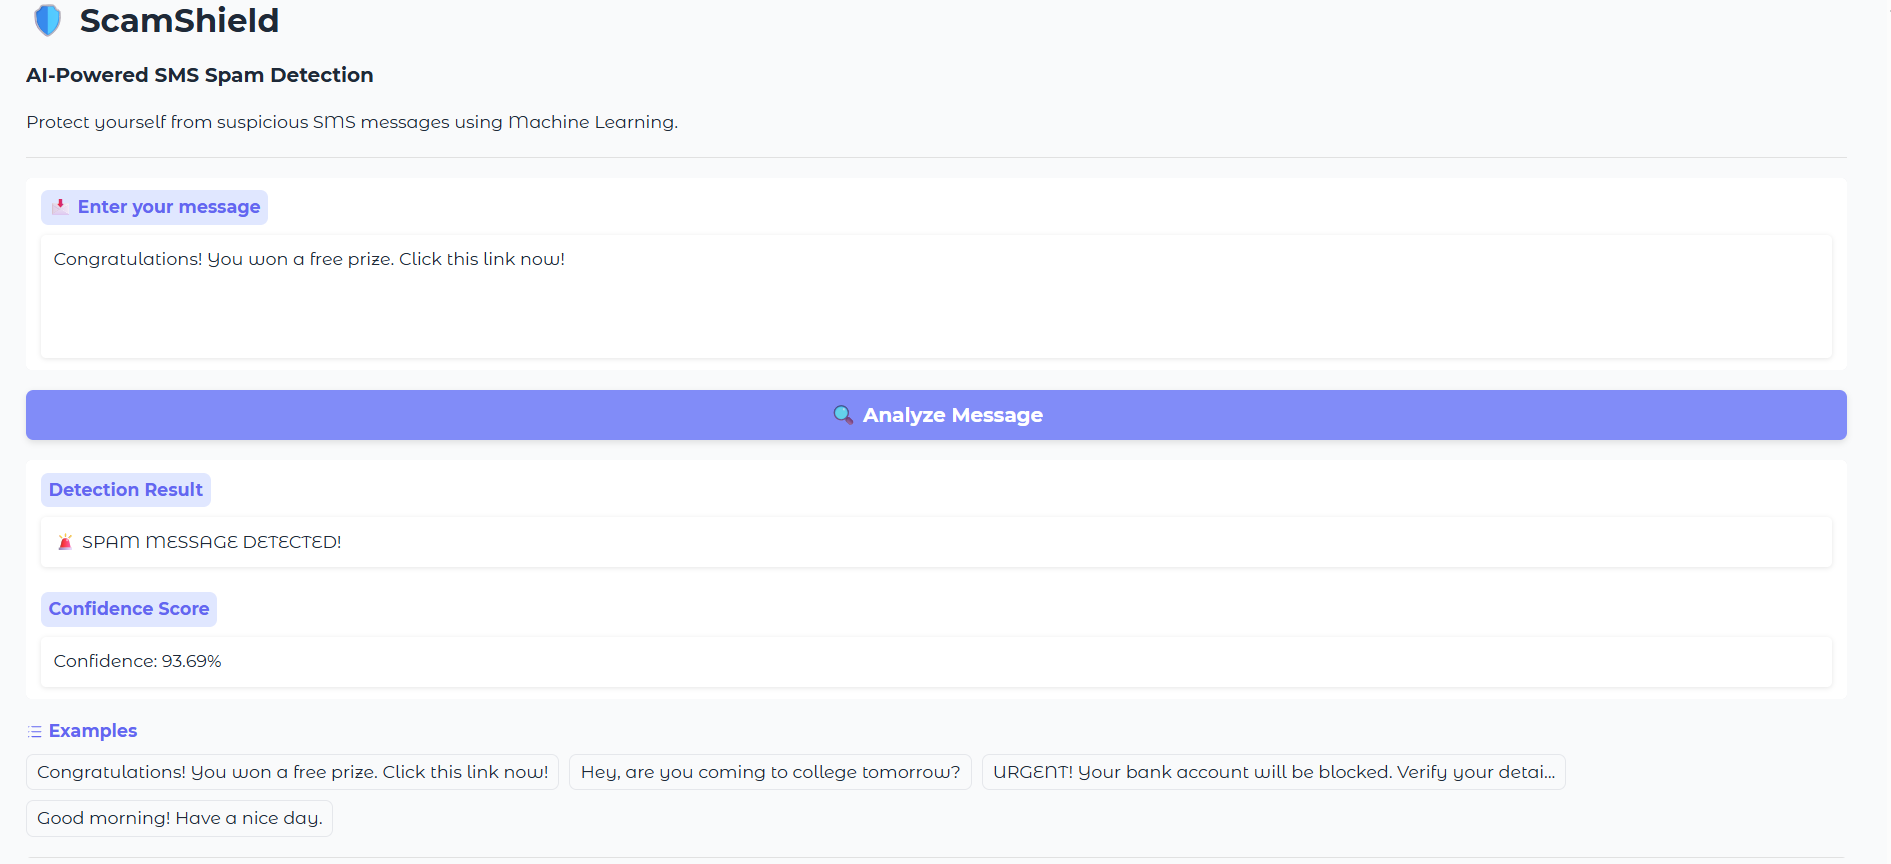 ScamShield
AI-Powered SMS Spam Detection
Protect yourself from suspicious SMS messages using Machine Learning.
Enter your message
Congratulations! You won a free prize. Click this link now!
Analyze Message
Detection Result
SPAM MESSAGE DETECTED!
Confidence Score
Confidence: 93.69%
Examples
Congratulations! You won a free prize. Click this link now!
Hey, are you coming to college tomorrow?
URGENT! Your bank account will be blocked. Verify your detai...
Good morning! Have a nice day.